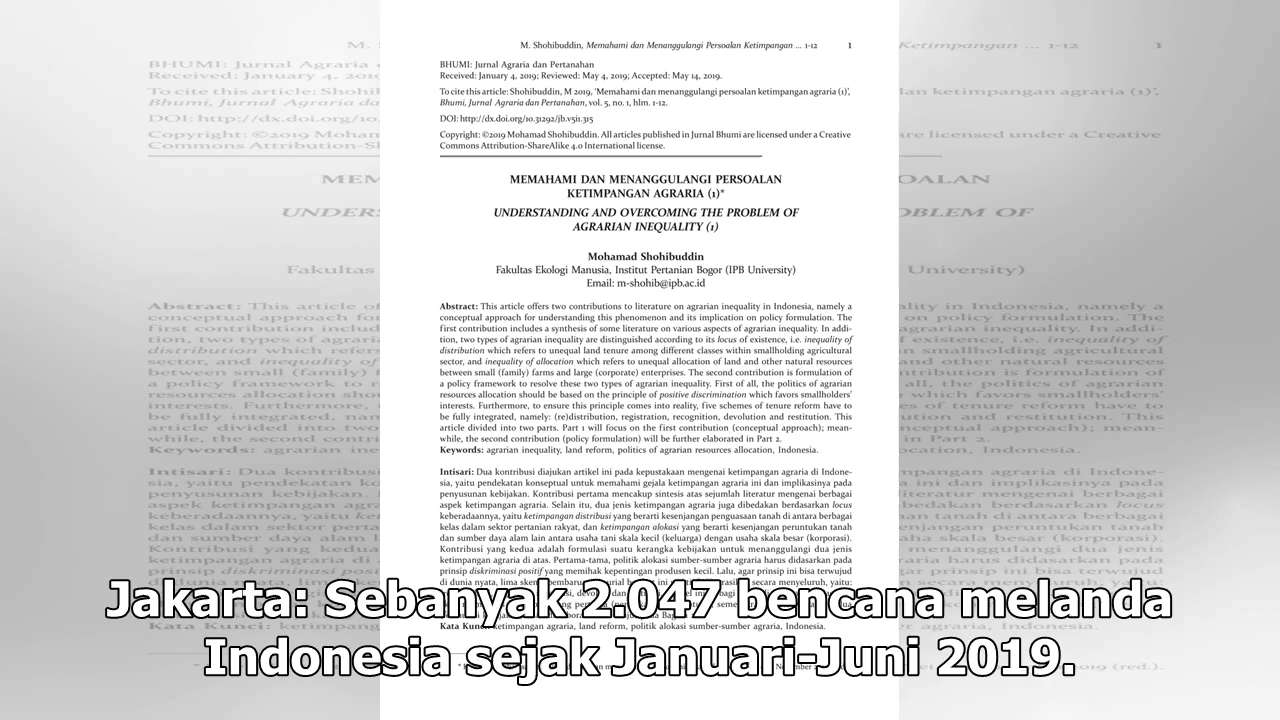 M. Shohibuddin, Memahami dan Menanggulangi Persoalan Ketimpangan ... 1-12 1
BHUMI: Jurnal Agraria dan Pertanahan
Received: January 4, 2019; Reviewed: May 4, 2019; Accepted: May 14, 2019.
To cite this article: Shohibuddin, M 2019, ‘Memahami dan menanggulangi persoalan ketimpangan agraria (1)’,
Bhumi, Jurnal Agraria dan Pertanahan, vol. 5, no. 1, hlm. 1-12.
DOI: http://dx.doi.org/10.31292/jb.v5i1.315
Copyright: ©2019 Mohamad Shohibuddin. All articles published in Jurnal Bhumi are licensed under a Creative
Commons Attribution-ShareAlike 4.0 International license.
MEMAHAMI DAN MENANGGULANGI PERSOALAN
KETIMPANGAN AGRARIA (1)*
UNDERSTANDING AND OVERCOMING THE PROBLEM OF
AGRARIAN INEQUALITY (1)
Mohamad Shohibuddin
Fakultas Ekologi Manusia, Institut Pertanian Bogor (IPB University)
Email: m-shohib@ipb.ac.id
Abstract: This article offers two contributions to literature on agrarian inequality in Indonesia, namely a
conceptual approach for understanding this phenomenon and its implication on policy formulation. The
first contribution includes a synthesis of some literature on various aspects of agrarian inequality. In addi-
tion, two types of agrarian inequality are distinguished according to its locus of existence, i.e. inequality of
distribution which refers to unequal land tenure among different classes within smallholding agricultural
sector, and inequality of allocation which refers to unequal allocation of land and other natural resources
between small (family) farms and large (corporate) enterprises. The second contribution is formulation of
a policy framework to resolve these two types of agrarian inequality. First of all, the politics of agrarian
resources allocation should be based on the principle of positive discrimination which favors smallholders’
interests. Furthermore, to ensure this principle comes into reality, five schemes of tenure reform have to
be fully integrated, namely: (re)distribution, registration, recognition, devolution and restitution. This
article divided into two parts. Part 1 will focus on the first contribution (conceptual approach); mean-
while, the second contribution (policy formulation) will be further elaborated in Part 2.
Keywords: agrarian inequality, land reform, politics of agrarian resources allocation, Indonesia.
Intisari: Dua kontribusi diajukan artikel ini pada kepustakaan mengenai ketimpangan agraria di Indone-
sia, yaitu pendekatan konseptual untuk memahami gejala ketimpangan agraria ini dan implikasinya pada
penyusunan kebijakan. Kontribusi pertama mencakup sintesis atas sejumlah literatur mengenai berbagai
aspek ketimpangan agraria. Selain itu, dua jenis ketimpangan agraria juga dibedakan berdasarkan locus
keberadaannya, yaitu ketimpangan distribusi yang berarti kesenjangan penguasaan tanah di antara berbagai
kelas dalam sektor pertanian rakyat, dan ketimpangan alokasi yang berarti kesenjangan peruntukan tanah
dan sumber daya alam lain antara usaha tani skala kecil (keluarga) dengan usaha skala besar (korporasi).
Kontribusi yang kedua adalah formulasi suatu kerangka kebijakan untuk menanggulangi dua jenis
ketimpangan agraria di atas. Pertama-tama, politik alokasi sumber-sumber agraria harus didasarkan pada
prinsip diskriminasi positif yang memihak kepentingan produsen kecil. Lalu, agar prinsip ini bisa terwujud
di dunia nyata, lima secara menyeluruh, yaitu:
Jakarta: Sebanyak 2.047 bencana melanda
Kata Kunci: ketimpangan agraria, land reform, politik alokasi sumber-sumber agraria, Indonesia.
Indonesia sejak Januari-Juni 2019.